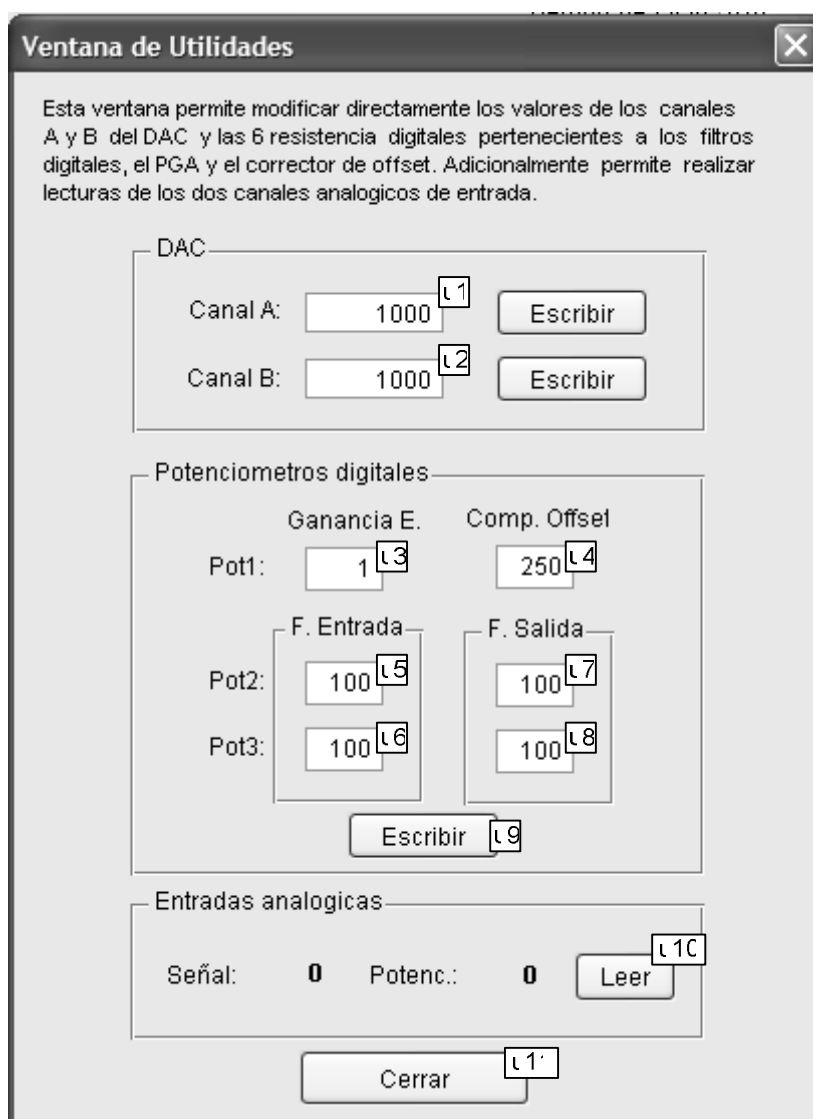 Ventana de Utilidades
Esta ventana permite modificar directamente los valores de los canales
A y B del DAC y las 6 resistencia digitales pertenecientes a los filtros
digitales, el PGA y el corrector de offset. Adicionalmente permite realizar
lecturas de los dos canales analogicos de entrada.
DAC
Canal A: 1000 ι1 Escribir
Canal B: 1000 ι2 Escribir
Potenciometros digitales
Ganancia E. Comp. Offset
Pot1: 1 ι3 250 ι4
F. Entrada F. Salida
Pot2: 100 ι5 100 ι7
Pot3: 100 ι6 100 ι8
Escribir ι9
Entradas analogicas
ι10
Señal: 0 Potenc.: 0 Leer
Cerrar